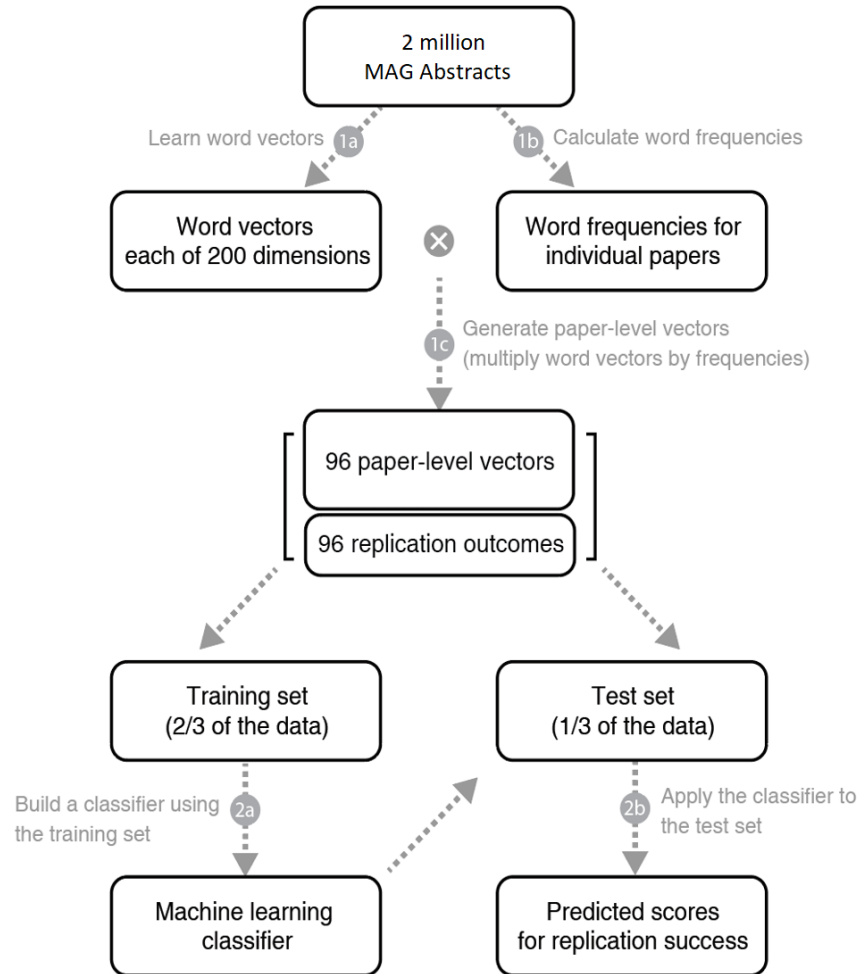 2 million
MAG Abstracts
Learn word vectors
1a
1b
Calculate word frequencies
Word vectors
each of 200 dimensions
Word frequencies for
individual papers
1c
Generate paper-level vectors
(multiply word vectors by frequencies)
96 paper-level vectors
96 replication outcomes
Training set
(2/3 of the data)
Test set
(1/3 of the data)
Build a classifier using
the training set
2a
2b
Apply the classifier to
the test set
Machine learning
classifier
Predicted scores
for replication success